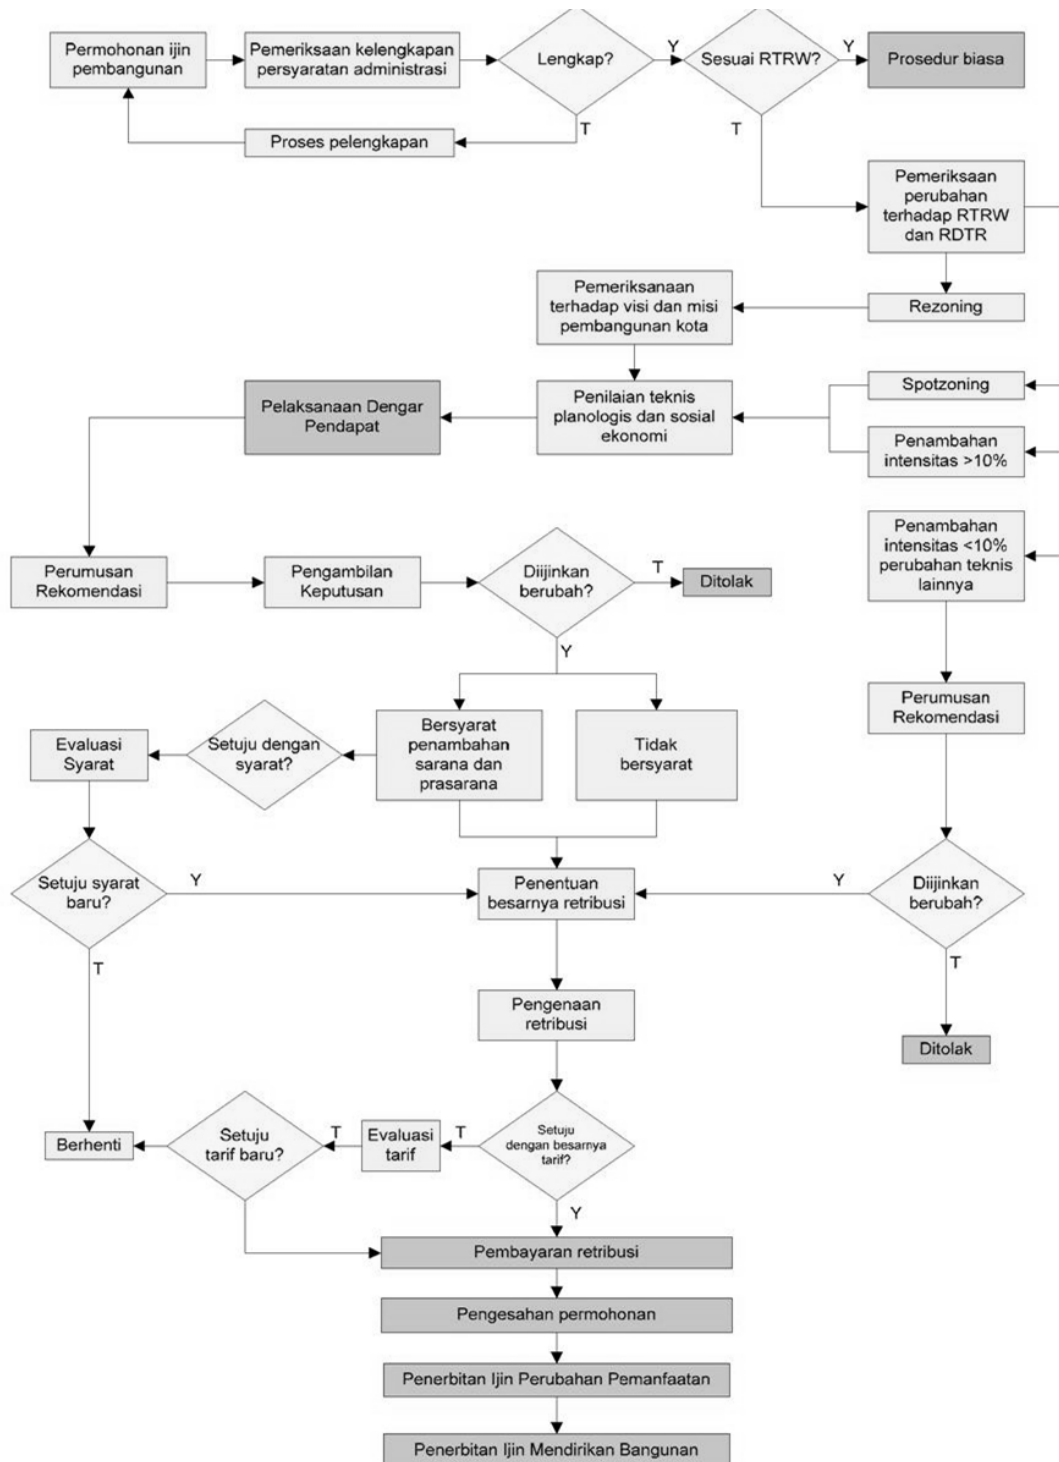 T
Permohonan ijin
pembangunan
Pemeriksaan kelengkapan
persyaratan administrasi
Lengkap?
Y
Sesuai RTRW?
Y
Prosedur biasa
T
T
Proses pelengkapan
Pemeriksaan
perubahan
terhadap RTRW
dan RDTR
Pemeriksanaan
terhadap visi dan misi
pembangunan kota
Rezoning
Pelaksanaan Dengar
Pendapat
Penilaian teknis
planologis dan sosial
ekonomi
Spotzoning
Penambahan
intensitas >10%
Penambahan
intensitas <10%
perubahan teknis
lainnya
Perumusan
Rekomendasi
Pengambilan
Keputusan
Diijinkan
berubah?
T
Ditolak
Y
Perumusan
Rekomendasi
Evaluasi
Syarat
Setuju dengan
syarat?
Bersyarat
penambahan
sarana dan
prasarana
Tidak
bersyarat
Setuju syarat
baru?
Y
Penentuan
besarnya retribusi
Y
Diijinkan
berubah?
T
T
Pengenaan
retribusi
Ditolak
Berhenti
Setuju
tarif baru?
T
Evaluasi
tarif
T
Setuju
dengan besarnya
tarif?
Y
Pembayaran retribusi
Pengesahan permohonan
Penerbitan Ijin Perubahan Pemanfaatan
Penerbitan Ijin Mendirikan Bangunan